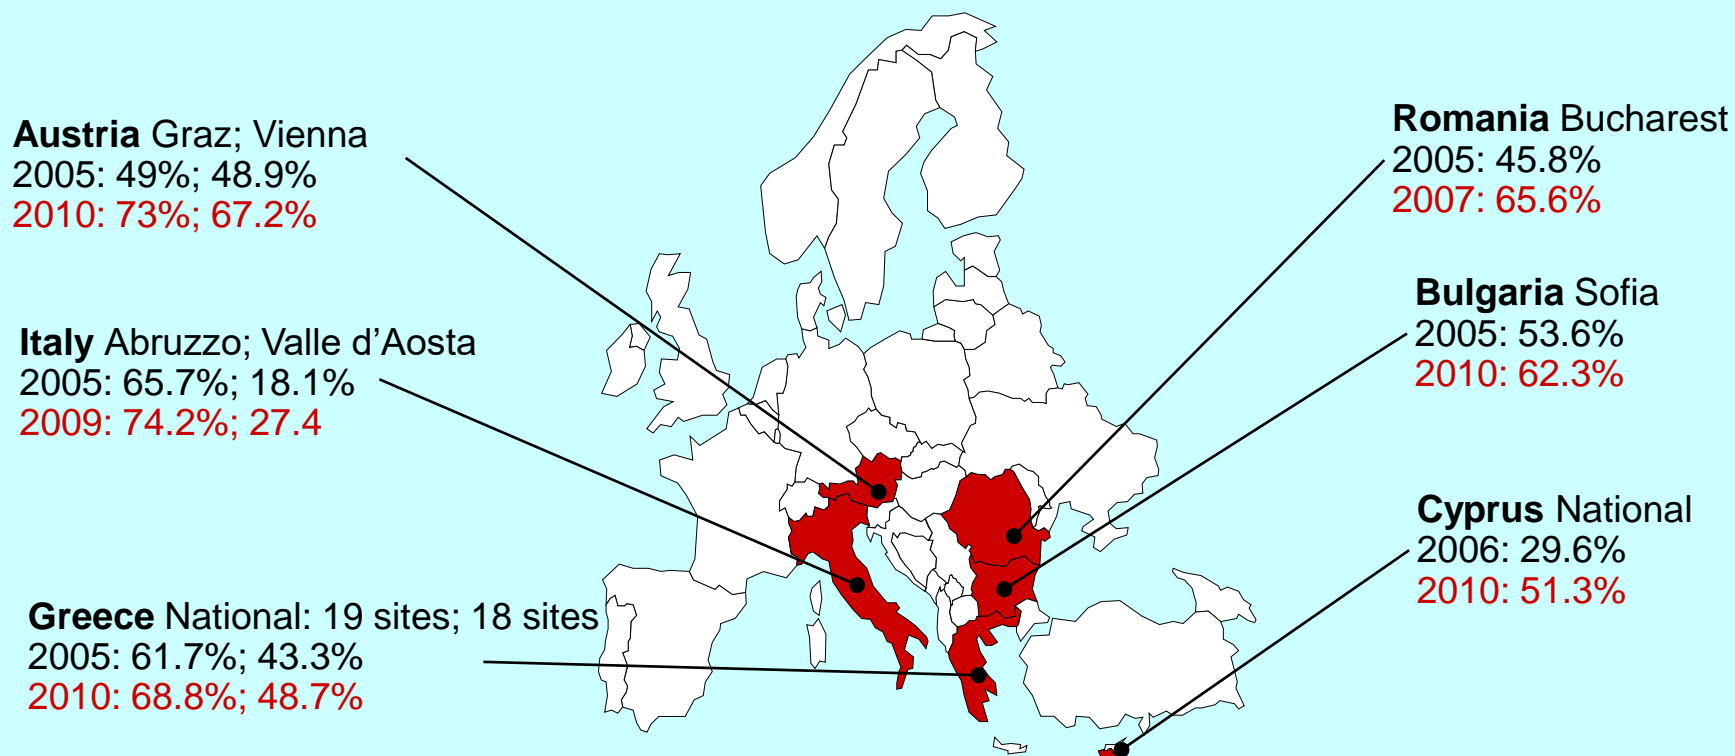 Austria Graz; Vienna
2005: 49%; 48.9%
2010: 73%; 67.2%
Italy Abruzzo; Valle d’Aosta
2005: 65.7%; 18.1%
2009: 74.2%; 27.4
Greece National: 19 sites; 18 sites
2005: 61.7%; 43.3%
2010: 68.8%; 48.7%
Romania Bucharest
2005: 45.8%
2007: 65.6%
Bulgaria Sofia
2005: 53.6%
2010: 62.3%
Cyprus National
2006: 29.6%
2010: 51.3%